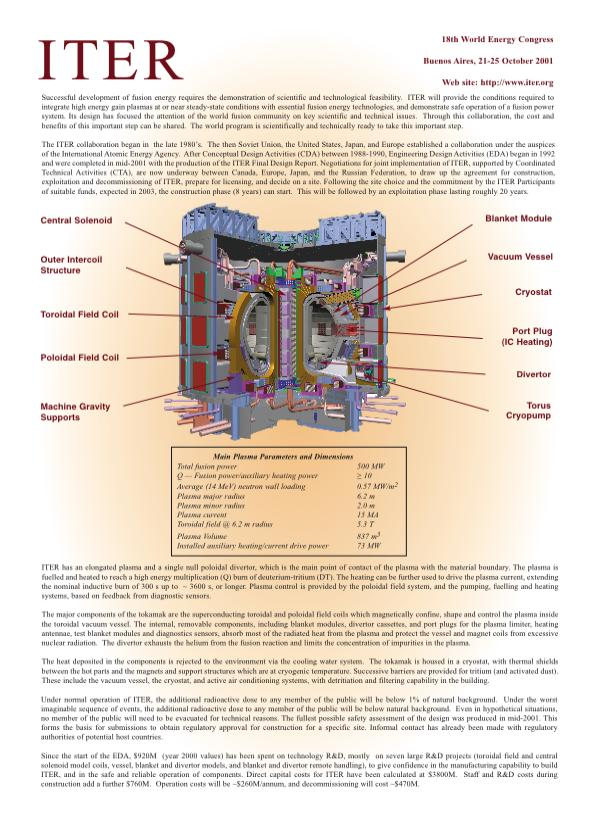 ITER
18th World Energy Congress
Buenos Aires, 21-25 October 2001
Web site: http://www.iter.org
Successful development of fusion energy requires the demonstration of scientific and technological feasibility.  ITER will provide the conditions required to
integrate high energy gain plasmas at or near steady-state conditions with essential fusion energy technologies, and demonstrate safe operation of a fusion power
system. Its design has focused the attention of the world fusion community on key scientific and technical issues.  Through this collaboration, the cost and
benefits of this important step can be shared.  The world program is scientifically and technically ready to take this important step.
The ITER collaboration began in  the late 1980's.  The then Soviet Union, the United States, Japan, and Europe established a collaboration under the auspices
of the International Atomic Energy Agency.  After Conceptual Design Activities (CDA) between 1988-1990, Engineering Design Activities (EDA) began in 1992
and were completed in mid-2001 with the production of the ITER Final Design Report. Negotiations for joint implementation of ITER, supported by Coordinated
Technical Activities (CTA), are now underway between Canada, Europe, Japan, and the Russian Federation, to draw up the agreement for construction,
exploitation and decommissioning of ITER, prepare for licensing, and decide on a site. Following the site choice and the commitment by the ITER Participants
of suitable funds, expected in 2003, the construction phase (8 years) can start.  This will be followed by an exploitation phase lasting roughly 20 years.
Central Solenoid
Outer Intercoil
Structure
Toroidal Field Coil
Poloidal Field Coil
Machine Gravity
Supports
Blanket Module
Vacuum Vessel
Cryostat
Port Plug
(IC Heating)
Divertor
Torus
Cryopump
Main Plasma Parameters and Dimensions
Total fusion power 500 MW
Q — Fusion power/auxiliary heating power ≥ 10
Average (14 MeV) neutron wall loading 0.57 MW/m²
Plasma major radius 6.2 m
Plasma minor radius 2.0 m
Plasma current 15 MA
Toroidal field @ 6.2 m radius 5.3 T
Plasma Volume 837 m³
Installed auxiliary heating/current drive power 73 MW
ITER has an elongated plasma and a single null poloidal divertor, which is the main point of contact of the plasma with the material boundary. The plasma is
fuelled and heated to reach a high energy multiplication (Q) burn of deuterium-tritium (DT). The heating can be further used to drive the plasma current, extending
the nominal inductive burn of 300 s up to  ~ 3600 s, or longer. Plasma control is provided by the poloidal field system, and the pumping, fuelling and heating
systems, based on feedback from diagnostic sensors.
The major components of the tokamak are the superconducting toroidal and poloidal field coils which magnetically confine, shape and control the plasma inside
the toroidal vacuum vessel. The internal, removable components, including blanket modules, divertor cassettes, and port plugs for the plasma limiter, heating
antennae, test blanket modules and diagnostics sensors, absorb most of the radiated heat from the plasma and protect the vessel and magnet coils from excessive
nuclear radiation.  The divertor exhausts the helium from the fusion reaction and limits the concentration of impurities in the plasma.
The heat deposited in the components is rejected to the environment via the cooling water system.  The tokamak is housed in a cryostat, with thermal shields
between the hot parts and the magnets and support structures which are at cryogenic temperature. Successive barriers are provided for tritium (and activated dust).
These include the vacuum vessel, the cryostat, and active air conditioning systems, with detritiation and filtering capability in the building.
Under normal operation of ITER, the additional radioactive dose to any member of the public will be below 1% of natural background.  Under the worst
imaginable sequence of events, the additional radioactive dose to any member of the public will be below natural background.  Even in hypothetical situations,
no member of the public will need to be evacuated for technical reasons. The fullest possible safety assessment of the design was produced in mid-2001. This
forms the basis for submissions to obtain regulatory approval for construction for a specific site. Informal contact has already been made with regulatory
authorities of potential host countries.
Since the start of the EDA, $920M  (year 2000 values) has been spent on technology R&D, mostly  on seven large R&D projects (toroidal field and central
solenoid model coils, vessel, blanket and divertor models, and blanket and divertor remote handling), to give confidence in the manufacturing capability to build
ITER, and in the safe and reliable operation of components. Direct capital costs for ITER have been calculated at $3800M.  Staff and R&D costs during
construction add a further $760M.  Operation costs will be ~$260M/annum, and decommissioning will cost ~$470M.